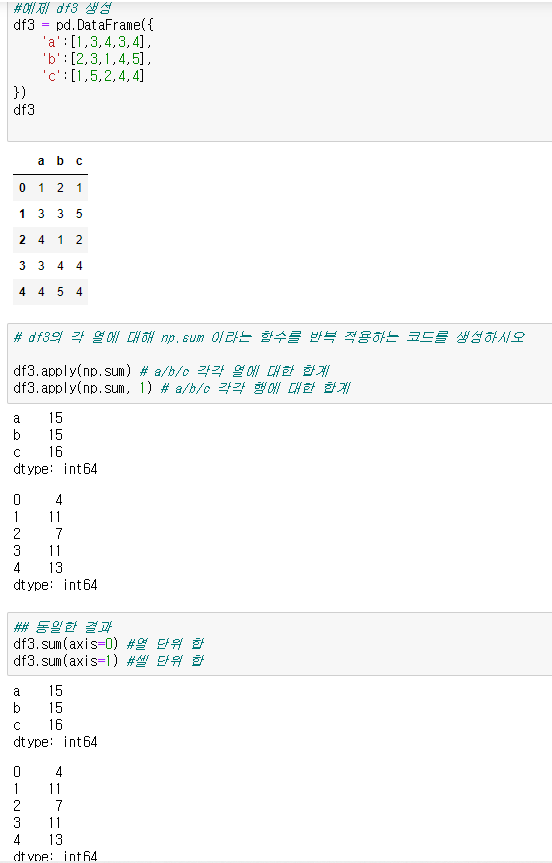 #예제 df3 생성
df3 = pd.DataFrame({
    'a':[1,3,4,3,4],
    'b':[2,3,1,4,5],
    'c':[1,5,2,4,4]
})
df3
a b c
0 1 2 1
1 3 3 5
2 4 1 2
3 3 4 4
4 4 5 4
# df3의 각 열에 대해 np.sum 이라는 함수를 반복 적용하는 코드를 생성하시오
df3.apply(np.sum) # a/b/c 각각 열에 대한 합계
df3.apply(np.sum, 1) # a/b/c 각각 행에 대한 합계
a    15
b    15
c    16
dtype: int64
0     4
1    11
2     7
3    11
4    13
dtype: int64
## 동일한 결과
df3.sum(axis=0) #열 단위 합
df3.sum(axis=1) #셀 단위 합
a    15
b    15
c    16
dtype: int64
0     4
1    11
2     7
3    11
4    13
dtype: int64